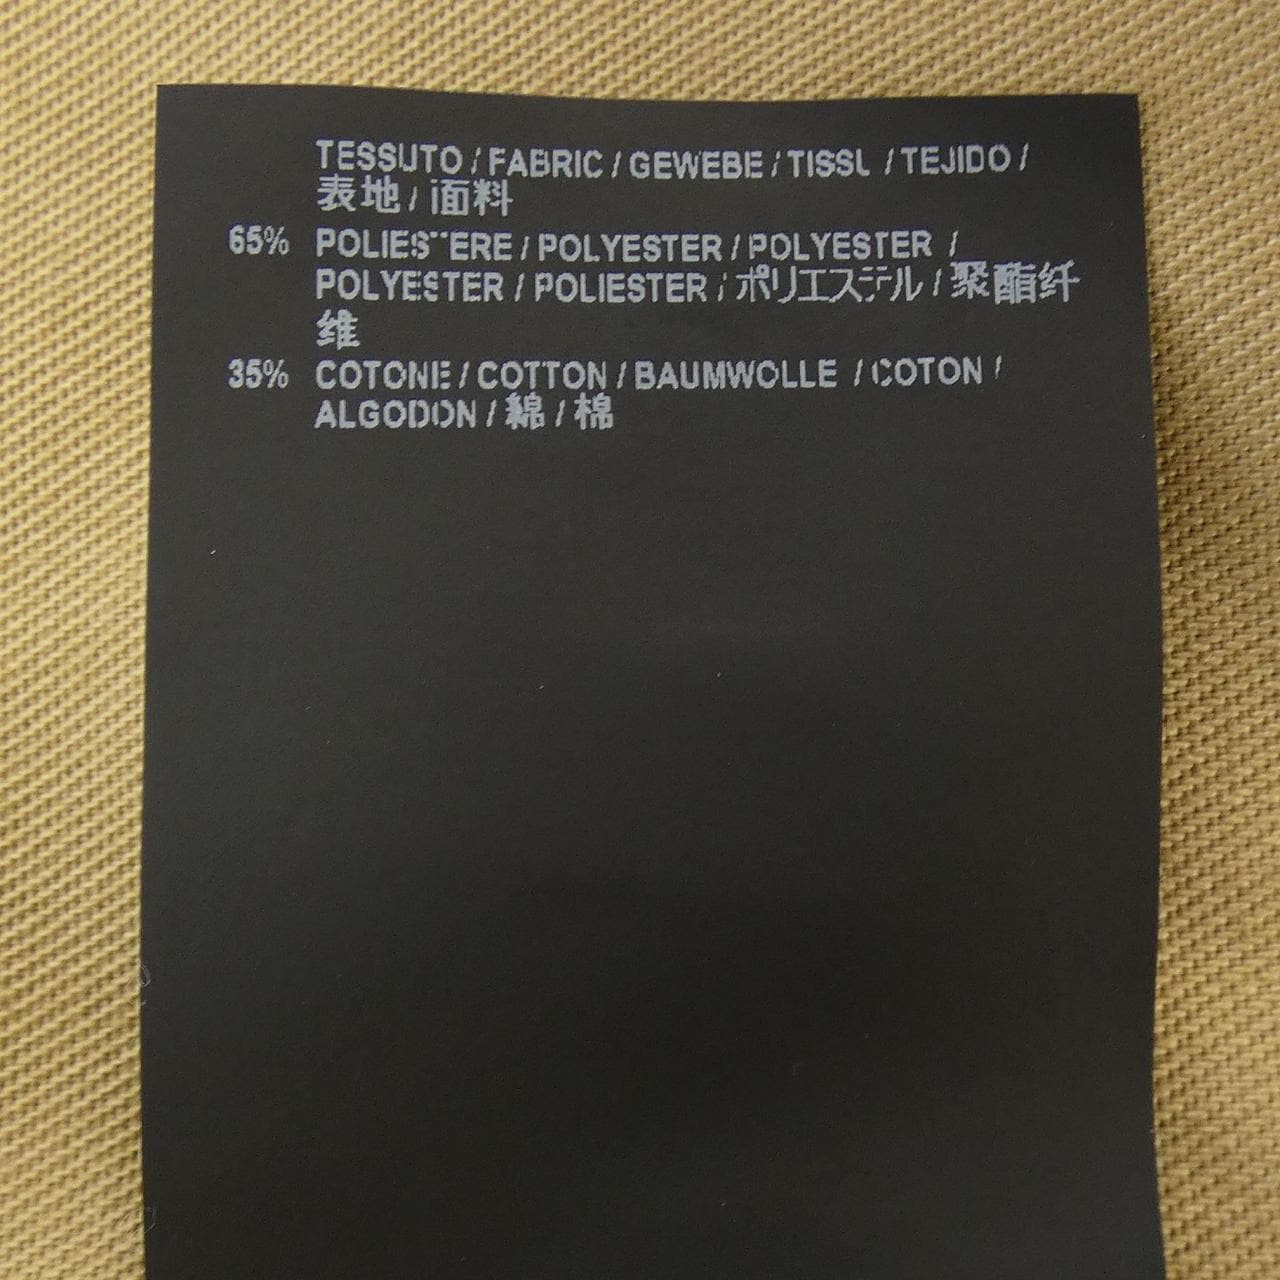 TESSUTO / FABRIC / GEWEBE / TISSU / TEJIDO /
表地 / 面料
65% POLIESTERE / POLYESTER / POLYESTER /
POLYESTER / POLIESTER / ポリエステル / 聚酯纤
维
35% COTONE / COTTON / BAUMWOLLE / COTON /
ALGODON / 綿 / 棉